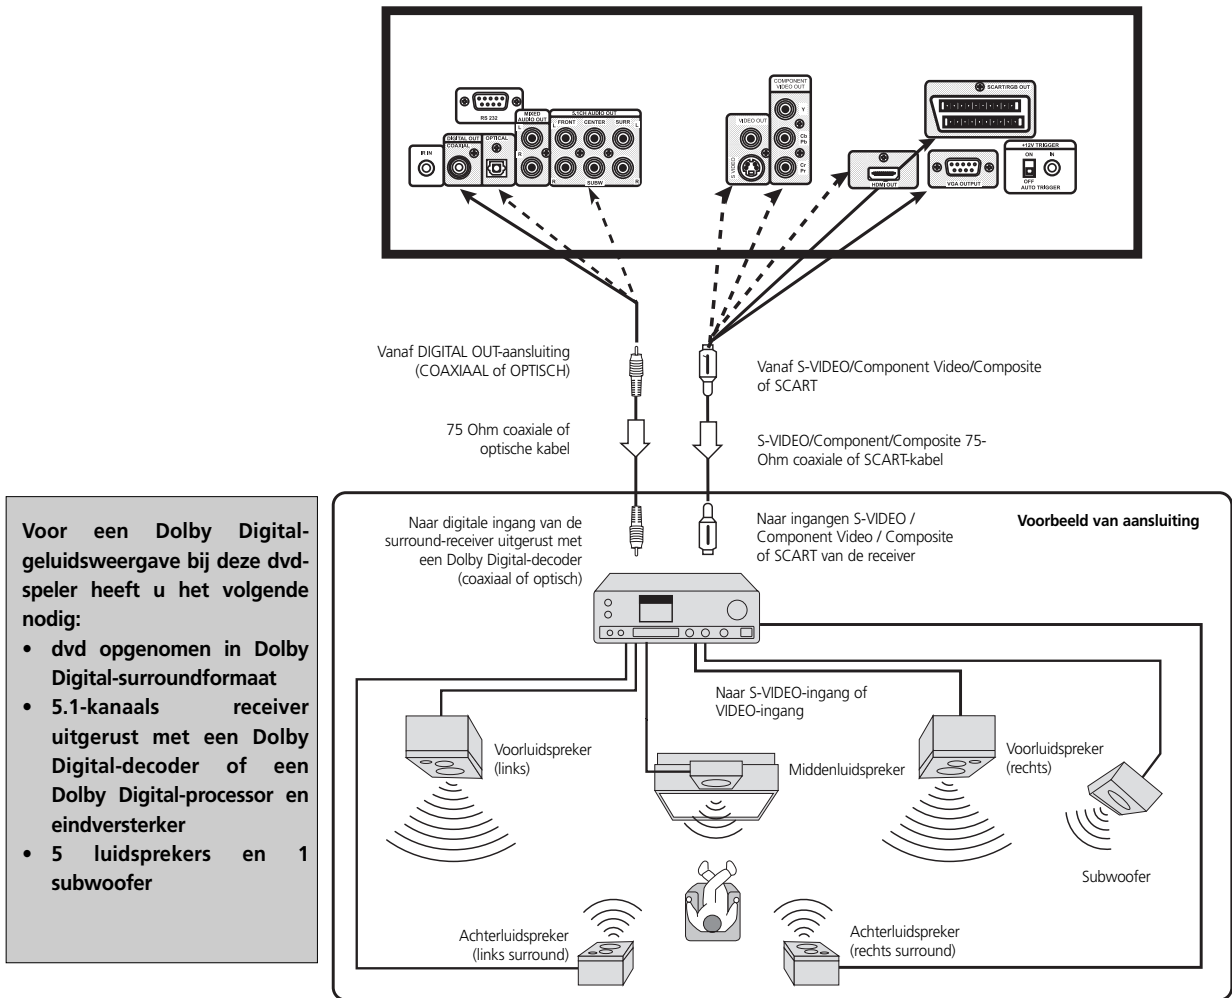 COMPONENT
VIDEO OUT
SCART/RGB OUT
RS 232
MIXED
AUDIO OUT
5.1CH AUDIO OUT
L
FRONT
CENTER
SURR
L
VIDEO OUT
Y
DIGITAL OUT
COAXIAL
OPTICAL
L
IR IN
R
R
SUBW
R
S VIDEO
Cb
Pb
Cr
Pr
HDMI OUT
VGA OUTPUT
+12V TRIGGER
ON
IN
OFF
AUTO TRIGGER
Vanaf DIGITAL OUT-aansluiting
(COAXIAAL of OPTISCH)
Vanaf S-VIDEO/Component Video/Composite
of SCART
75 Ohm coaxiale of
optische kabel
S-VIDEO/Component/Composite 75-
Ohm coaxiale of SCART-kabel
Voor een Dolby Digital-
geluidsweergave bij deze dvd-
speler heeft u het volgende
nodig:
• dvd opgenomen in Dolby
Digital-surroundformaat
• 5.1-kanaals receiver
uitgerust met een Dolby
Digital-decoder of een
Dolby Digital-processor en
eindversterker
• 5 luidsprekers en 1
subwoofer
Naar digitale ingang van de
surround-receiver uitgerust met
een Dolby Digital-decoder
(coaxiaal of optisch)
Naar ingangen S-VIDEO /
Component Video / Composite
of SCART van de receiver
Voorbeeld van aansluiting
Naar S-VIDEO-ingang of
VIDEO-ingang
Voorluidspreker
(links)
Middenluidspreker
Voorluidspreker
(rechts)
Subwoofer
Achterluidspreker
(links surround)
Achterluidspreker
(rechts surround)